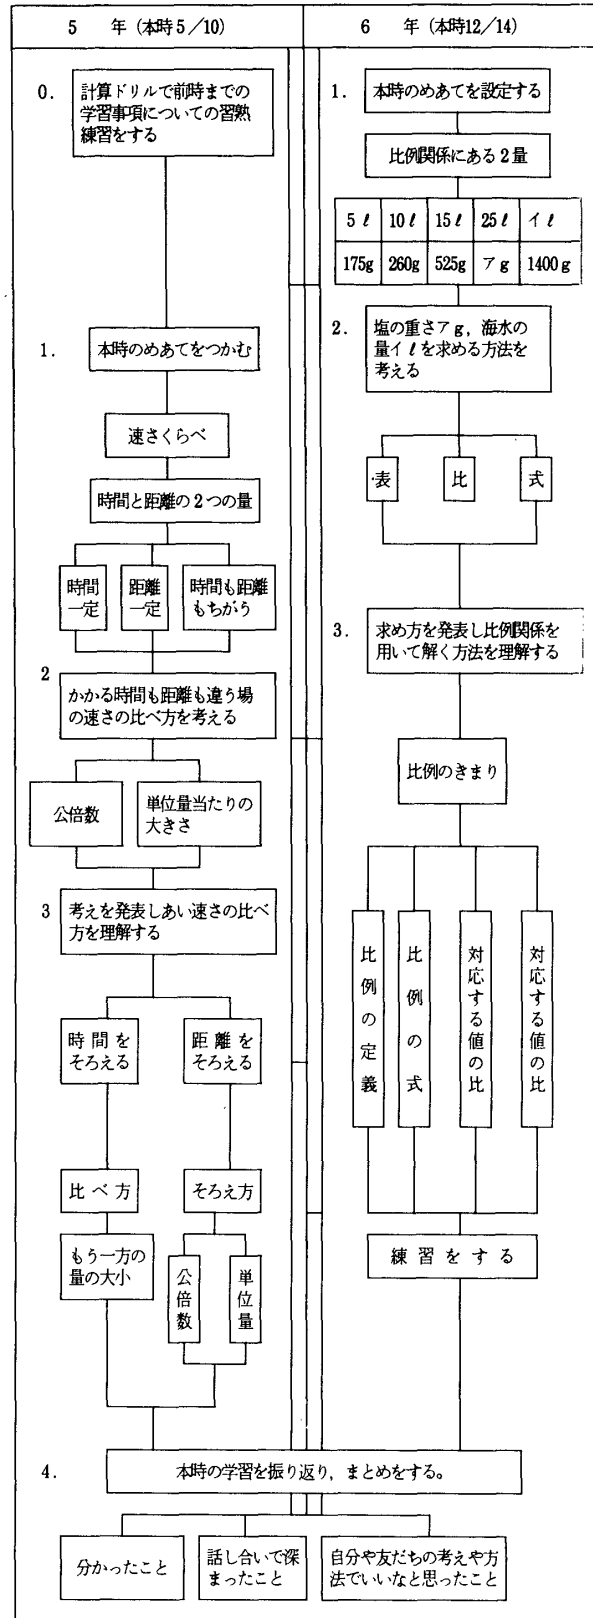 5 年(本時5/10)
0. 計算ドリルで前時までの
学習事項についての習熟
練習をする
1. 本時のめあてをつかむ
速さくらべ
時間と距離の2つの量
時間
一定
距離
一定
時間も距離
もちがう
2 かかる時間も距離も違う場
の速さの比べ方を考える
公倍数
単位量当たりの
大きさ
3 考えを発表しあい速さの比べ
方を理解する
時間を
そろえる
距離を
そろえる
比べ方
そろえ方
もう一方の
量の大小
公倍数
単位量
6 年(本時12/14)
1. 本時のめあてを設定する
比例関係にある2量
5ℓ 10ℓ 15ℓ 25ℓ イℓ
175g 260g 525g アg 1400g
2. 塩の重さアg,海水の
量イℓを求める方法を
考える
表
比
式
3. 求め方を発表し比例関係を
用いて解く方法を理解する
比例のきまり
比例の定義
比例の式
対応する値の比
対応する値の比
練習をする
4. 本時の学習を振り返り,まとめをする。
分かったこと
話し合いで深
まったこと
自分や友だちの考えや方
法でいいなと思ったこと